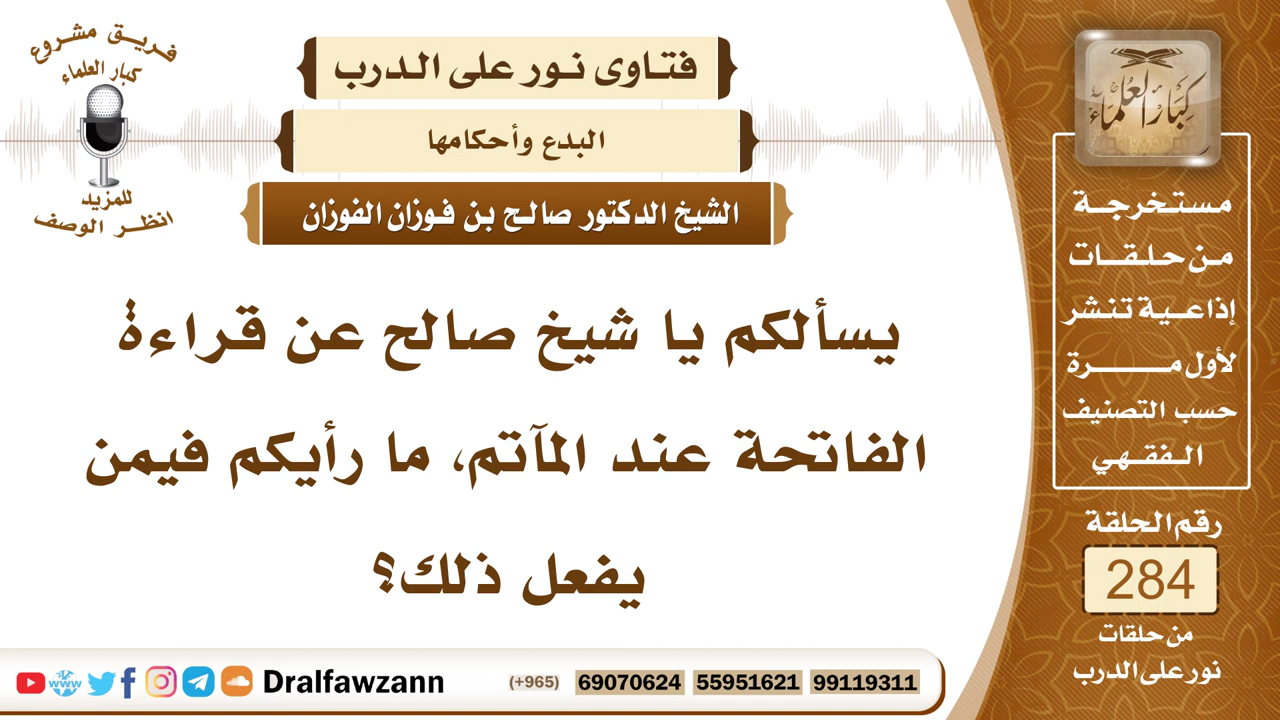 فريق مشروع
كبار العلماء
للمزيد
انظر الوصف
فتاوى نور على الدرب
البدع وأحكامها
الشيخ الدكتور صالح بن فوزان الفوزان
يسألكم يا شيخ صالح عن قراءة
الفاتحة عند المآتم، ما رأيكم فيمن
يفعل ذلك؟
كبار العلماء
مستخرجة
من حلقات
إذاعية تنشر
لأول مرة
حسب التصنيف
الفقهي
رقم الحلقة
284
من حلقات
نور على الدرب
www
Dralfawzann (+965) 69070624 55951621 99119311